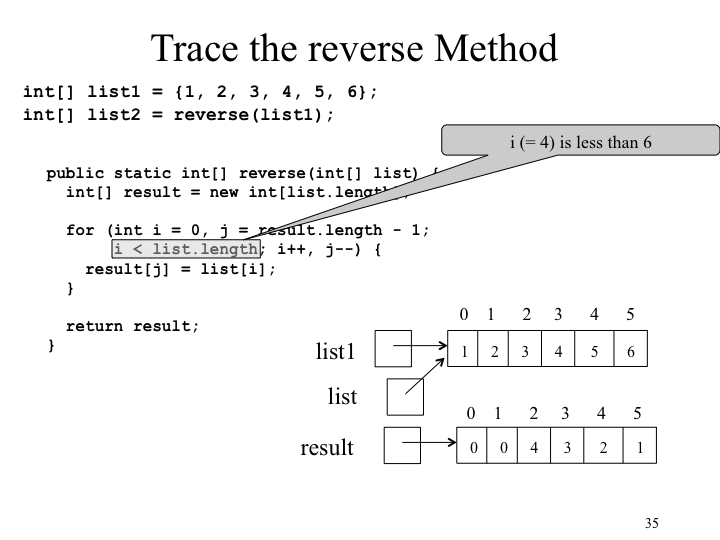 Trace the reverse Method
int[] list1 = {1, 2, 3, 4, 5, 6};
int[] list2 = reverse(list1);
i (= 4) is less than 6
public static int[] reverse(int[] list) {
int[] result = new int[list.length];
for (int i = 0, j = result.length - 1;
i < list.length; i++, j--) {
result[j] = list[i];
}
return result;
}
0 1 2 3 4 5
list1 1 2 3 4 5 6
list
0 1 2 3 4 5
result 0 0 4 3 2 1
35